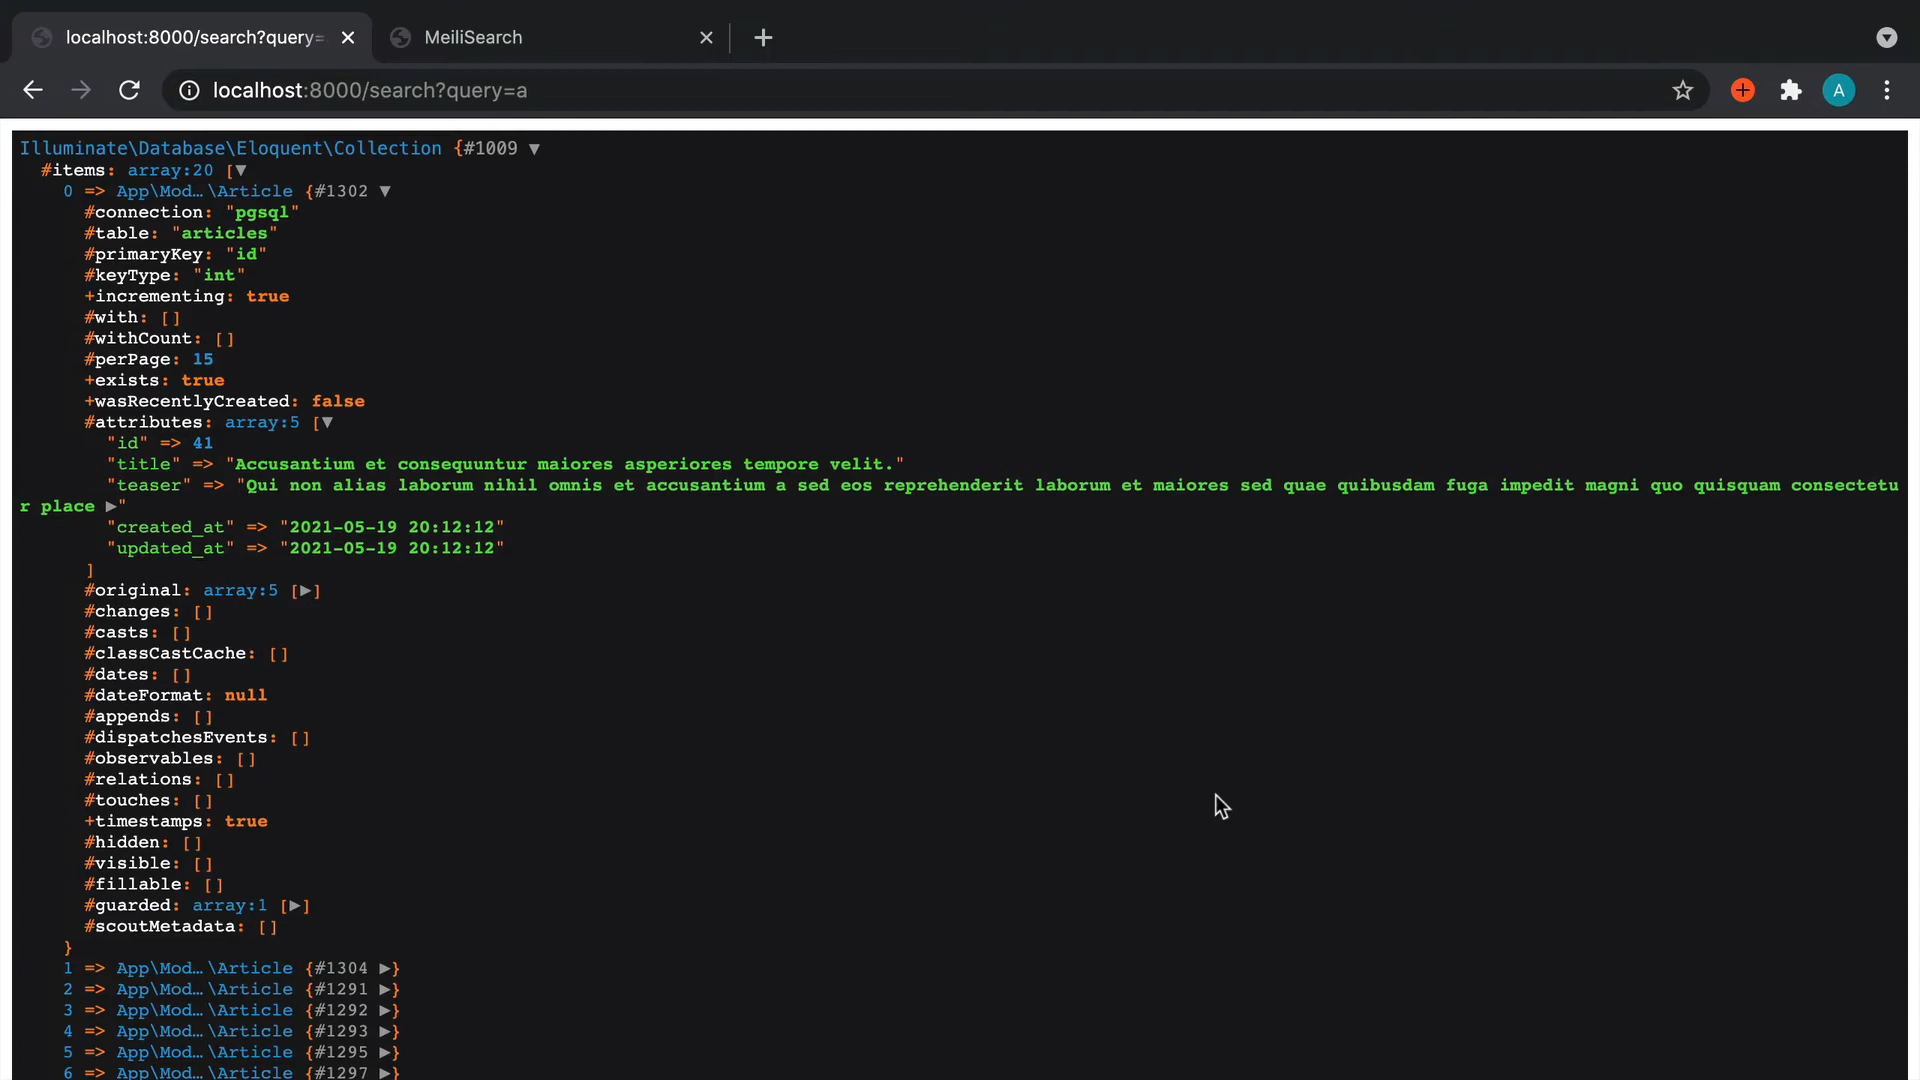 localhost:8000/search?query=
MeiliSearch
localhost:8000/search?query=a
A
Illuminate\Database\Eloquent\Collection {#1009 ▼
#items: array:20 [▼
0 => App\Mod…\Article {#1302 ▼
#connection: "pgsql"
#table: "articles"
#primaryKey: "id"
#keyType: "int"
+incrementing: true
#with: []
#withCount: []
#perPage: 15
+exists: true
+wasRecentlyCreated: false
#attributes: array:5 [▼
"id" => 41
"title" => "Accusantium et consequuntur maiores asperiores tempore velit."
"teaser" => "Qui non alias laborum nihil omnis et accusantium a sed eos reprehenderit laborum et maiores sed quae quibusdam fuga impedit magni quo quisquam consectetu
r place ▶"
"created_at" => "2021-05-19 20:12:12"
"updated_at" => "2021-05-19 20:12:12"
]
#original: array:5 [▶]
#changes: []
#casts: []
#classCastCache: []
#dates: []
#dateFormat: null
#appends: []
#dispatchesEvents: []
#observables: []
#relations: []
#touches: []
+timestamps: true
#hidden: []
#visible: []
#fillable: []
#guarded: array:1 [▶]
#scoutMetadata: []
}
1 => App\Mod…\Article {#1304 ▶}
2 => App\Mod…\Article {#1291 ▶}
3 => App\Mod…\Article {#1292 ▶}
4 => App\Mod…\Article {#1293 ▶}
5 => App\Mod…\Article {#1295 ▶}
6 => App\Mod…\Article {#1297 ▶}